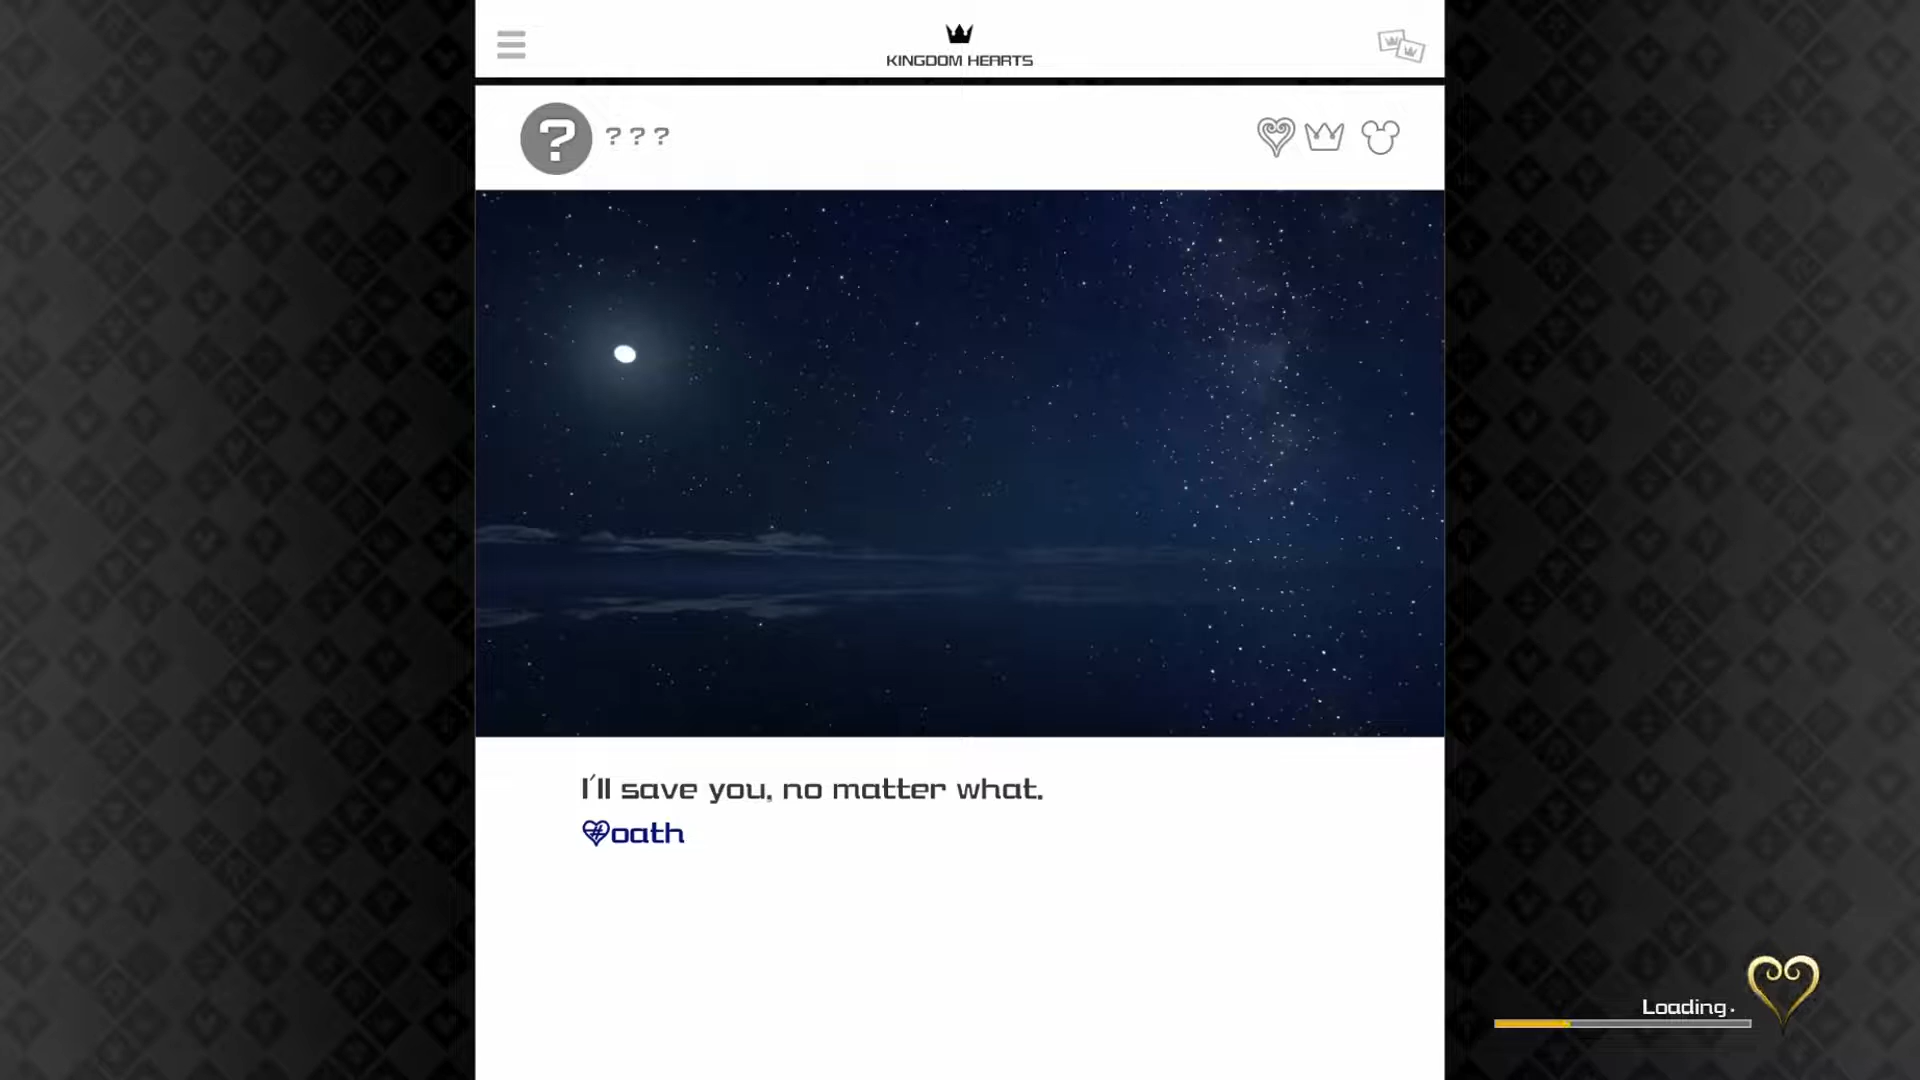 KINGDOM HEARTS
?
? ? ?
I'll save you, no matter what.
#oath
Loading.